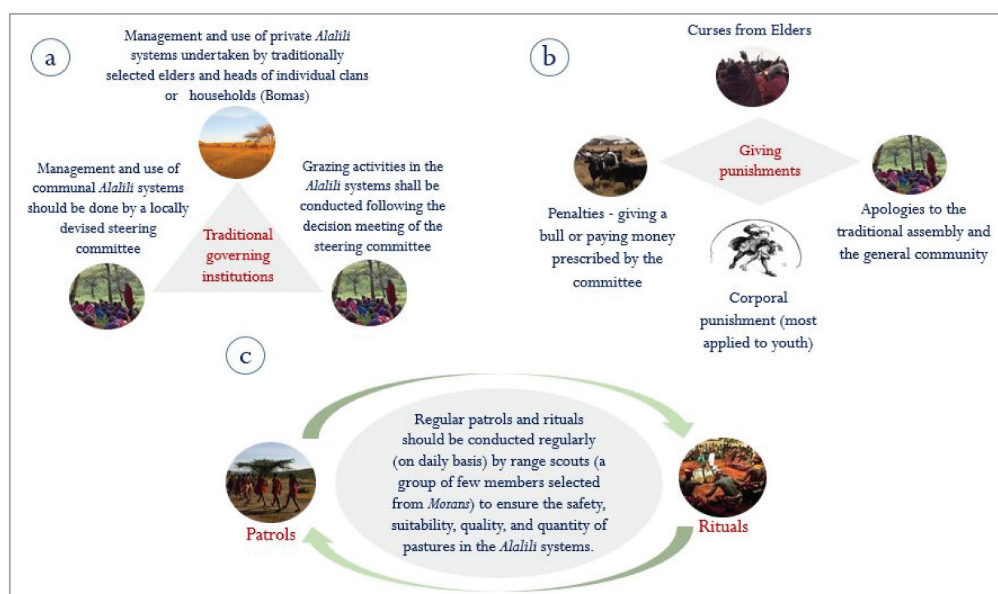 a
Management and use of private Alalili
systems undertaken by traditionally
selected elders and heads of individual clans
or households (Bomas)
Management and use of
communal Alalili systems
should be done by a locally
devised steering
committee
Grazing activities in the
Alalili systems shall be
conducted following the
decision meeting of the
steering committee
Traditional
governing
institutions
b
Curses from Elders
Giving
punishments
Penalties - giving a
bull or paying money
prescribed by the
committee
Apologies to the
traditional assembly and
the general community
Corporal
punishment (most
applied to youth)
c
Regular patrols and rituals
should be conducted regularly
(on daily basis) by range scouts (a
group of few members selected
from Morans) to ensure the safety,
suitability, quality, and quantity of
pastures in the Alalili systems.
Patrols
Rituals